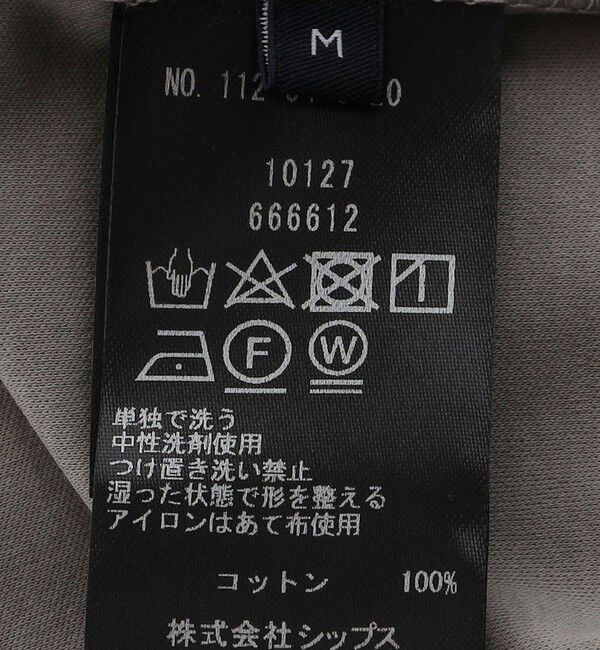 M
NO. 112
10127
666612
F W
単独で洗う
中性洗剤使用
つけ置き洗い禁止
湿った状態で形を整える
アイロンはあて布使用
コットン 100%
株式会社シップス